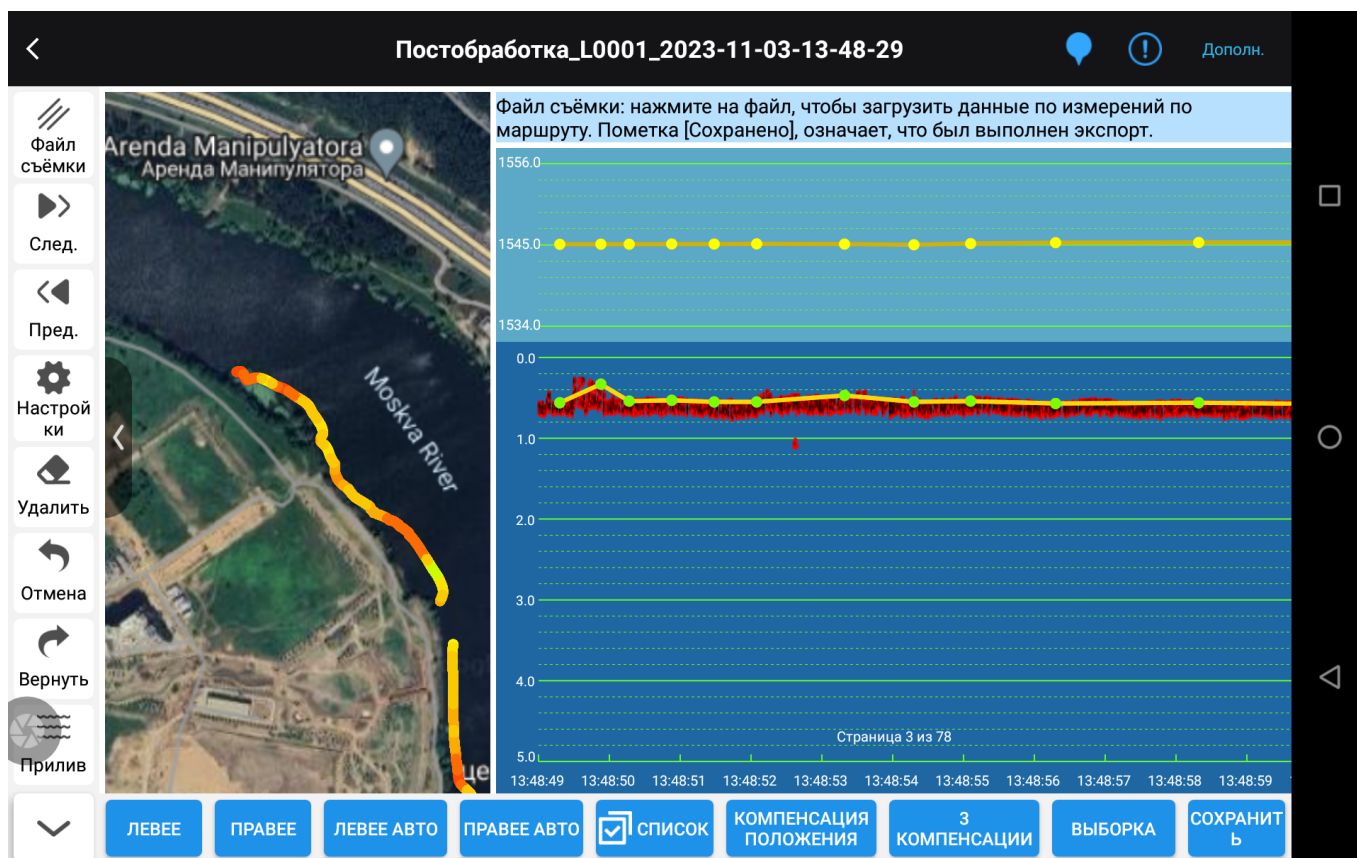 Постобработка_L0001_2023-11-03-13-48-29
Дополн.
Файл
съёмки
След.
Пред.
Настрой
ки
Удалить
Отмена
Вернуть
Прилив
Arenda Manipulyatora
Аренда Манипулятора
Moskva River
це
Файл съёмки: нажмите на файл, чтобы загрузить данные по измерений по
маршруту. Пометка [Сохранено], означает, что был выполнен экспорт.
1556.0
1545.0
1534.0
0.0
1.0
2.0
3.0
4.0
5.0
Страница 3 из 78
13:48:49 13:48:50 13:48:51 13:48:52 13:48:53 13:48:54 13:48:55 13:48:56 13:48:57 13:48:58 13:48:59
ЛЕВЕЕ
ПРАВЕЕ
ЛЕВЕЕ АВТО
ПРАВЕЕ АВТО
СПИСОК
КОМПЕНСАЦИЯ
ПОЛОЖЕНИЯ
3
КОМПЕНСАЦИИ
ВЫБОРКА
СОХРАНИТ
Ь